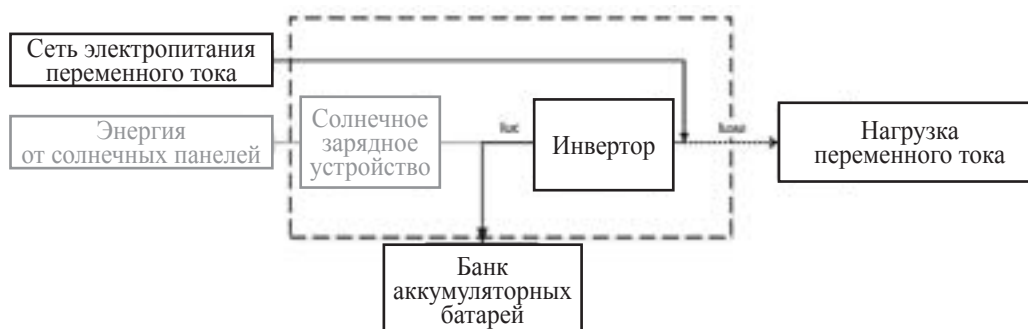 Сеть электропитания
переменного тока
Энергия
от солнечных панелей
Солнечное
зарядное
устройство
Инвертор
Нагрузка
переменного тока
Банк
аккумуляторных
батарей